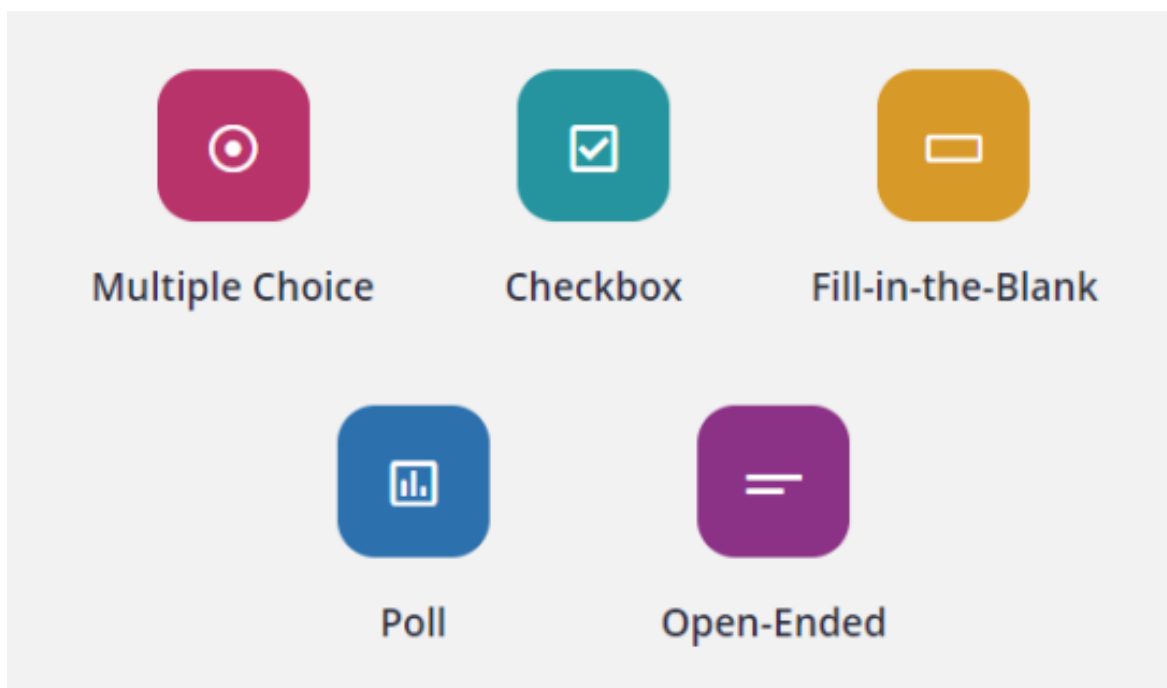 Multiple Choice
Checkbox
Fill-in-the-Blank
Poll
Open-Ended